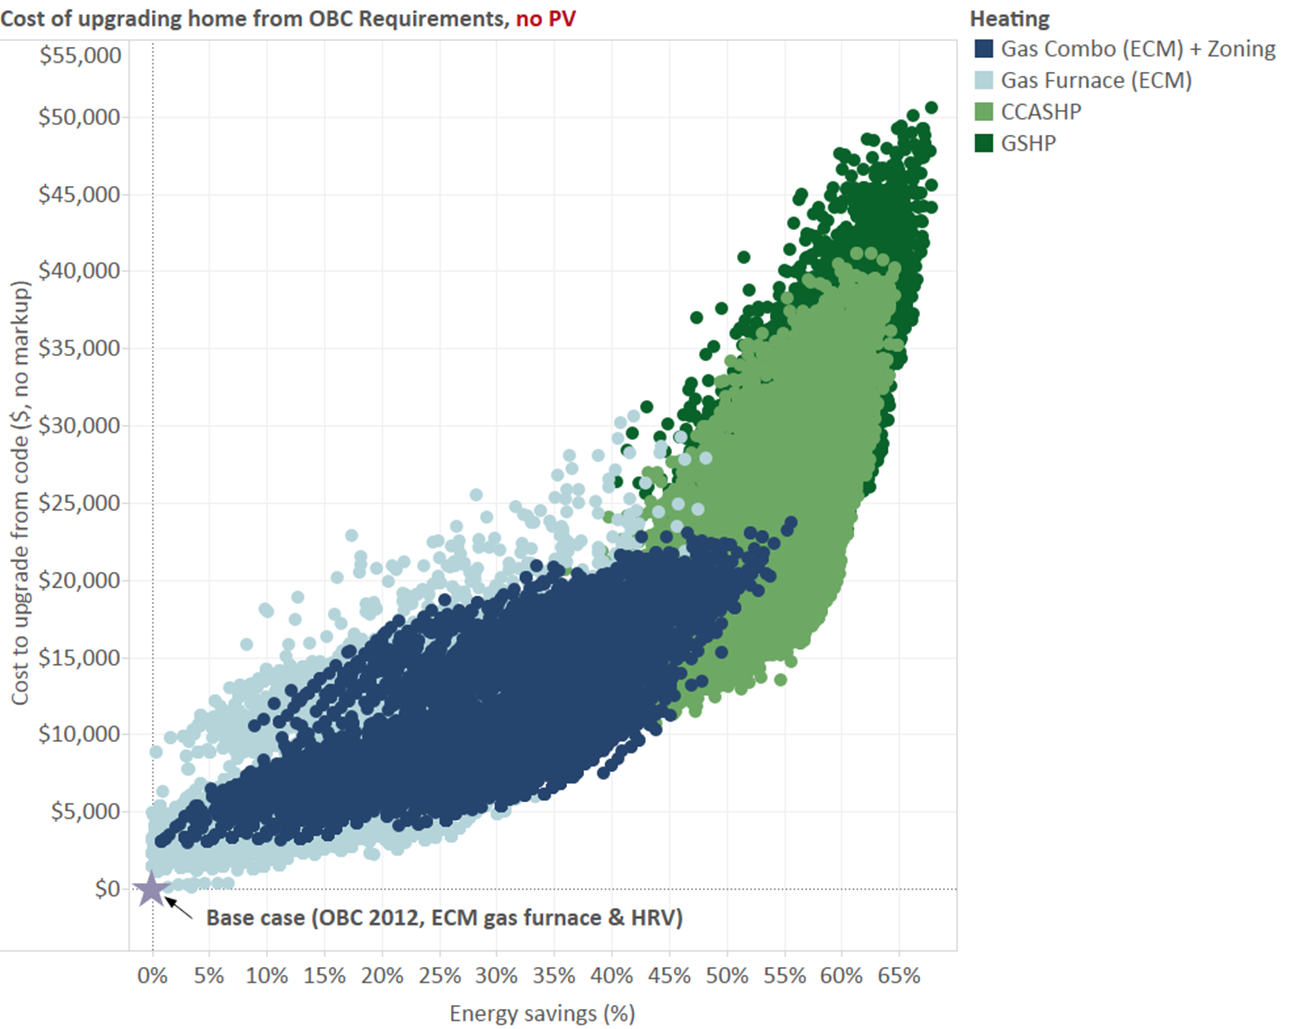 Cost of upgrading home from OBC Requirements, no PV
Heating
Gas Combo (ECM) + Zoning
Gas Furnace (ECM)
CCASHP
GSHP
Cost to upgrade from code ($, no markup)
$55,000
$50,000
$45,000
$40,000
$35,000
$30,000
$25,000
$20,000
$15,000
$10,000
$5,000
$0
Base case (OBC 2012, ECM gas furnace & HRV)
0% 5% 10% 15% 20% 25% 30% 35% 40% 45% 50% 55% 60% 65%
Energy savings (%)